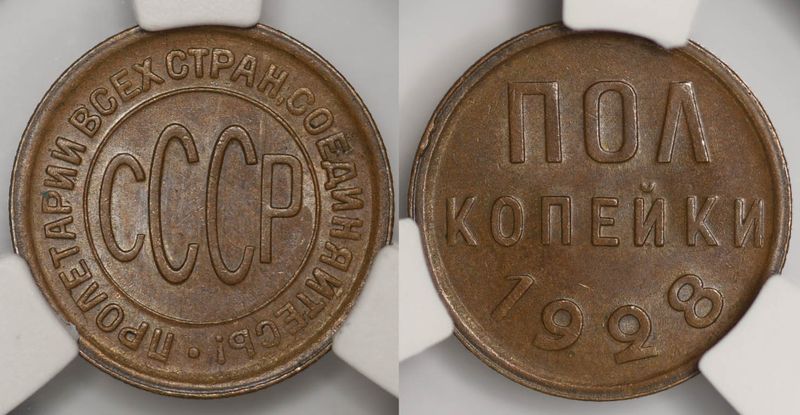 ПРОЛЕТАРИИ ВСЕХ СТРАН, СОЕДИНЯЙТЕСЬ! •
СССР
ПОЛ
КОПЕЙКИ
1928